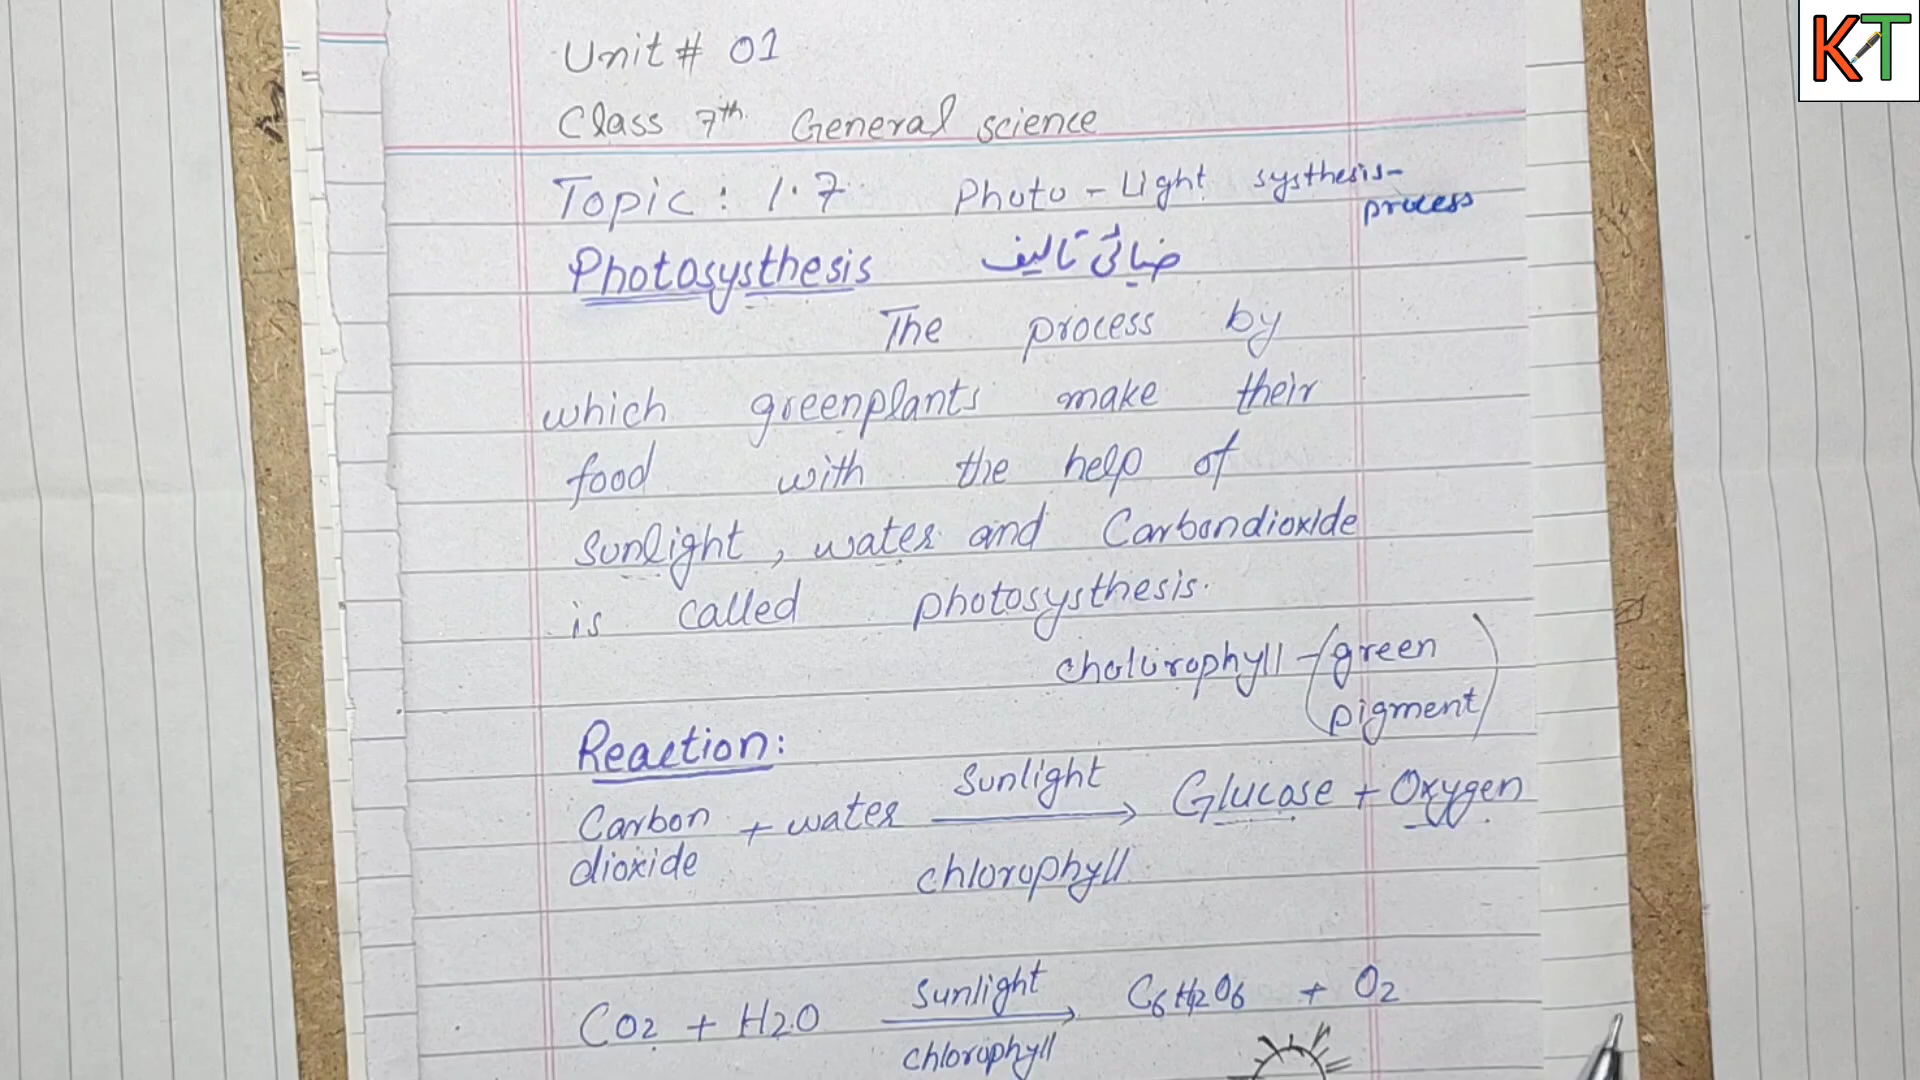 KT
Unit # 01
Class 7th General science
Topic: 1.7 Photo - Light systhesis-
process
Photosysthesis ضیائی تالیف
The process by
which greenplants make their
food with the help of
Sunlight, water and Carbondioxide
is called photosysthesis.
cholurophyll - (green
pigment)
Reaction:
Sunlight
Carbon + water → Glucose + Oxygen
dioxide chlorophyll
Sunlight
CO2 + H2O → C6H12O6 + O2
chlorophyll